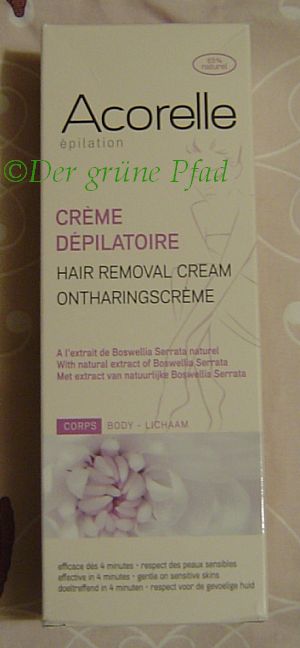 65%
naturel
Acorelle
épilation
©Der grüne Pfad
CRÈME
DÉPILATOIRE
HAIR REMOVAL CREAM
ONTHARINGSCRÈME
A l'extrait de Boswellia Serrata naturel
With natural extract of Boswellia Serrata
Met extract van natuurlijke Boswellia Serrata
CORPS BODY - LICHAAM
efficace dès 4 minutes - respect des peaux sensibles
effective in 4 minutes - gentle on sensitive skins
doeltreffend in 4 minuten - respect voor de gevoelige huid